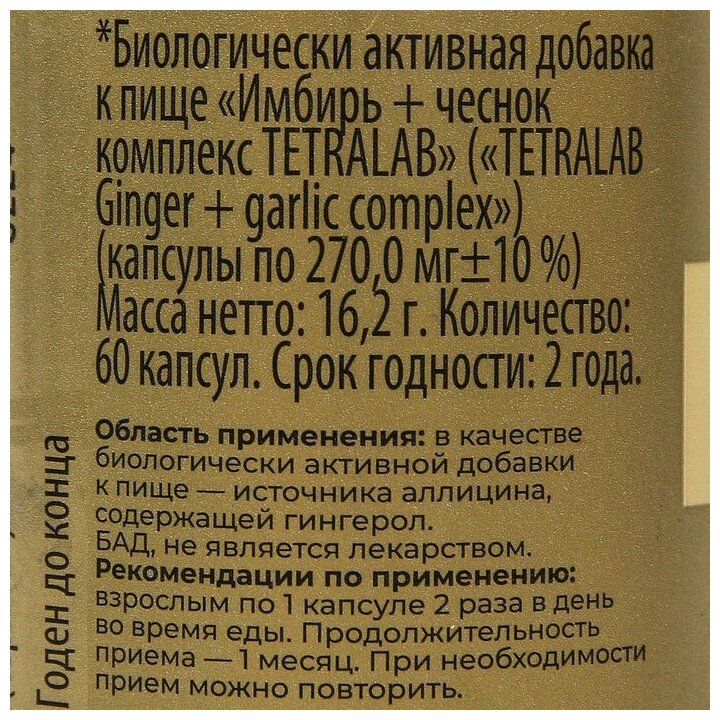 *Биологически активная добавка
к пище «Имбирь + чеснок
комплекс TETRALAB» («TETRALAB
Ginger + garlic complex»)
(капсулы по 270,0 мг±10 %)
Масса нетто: 16,2 г. Количество:
60 капсул. Срок годности: 2 года.
Область применения: в качестве
биологически активной добавки
к пище — источника аллицина,
содержащей гингерол.
БАД, не является лекарством.
Рекомендации по применению:
взрослым по 1 капсуле 2 раза в день
во время еды. Продолжительность
приема — 1 месяц. При необходимости
прием можно повторить.
Годен до конца